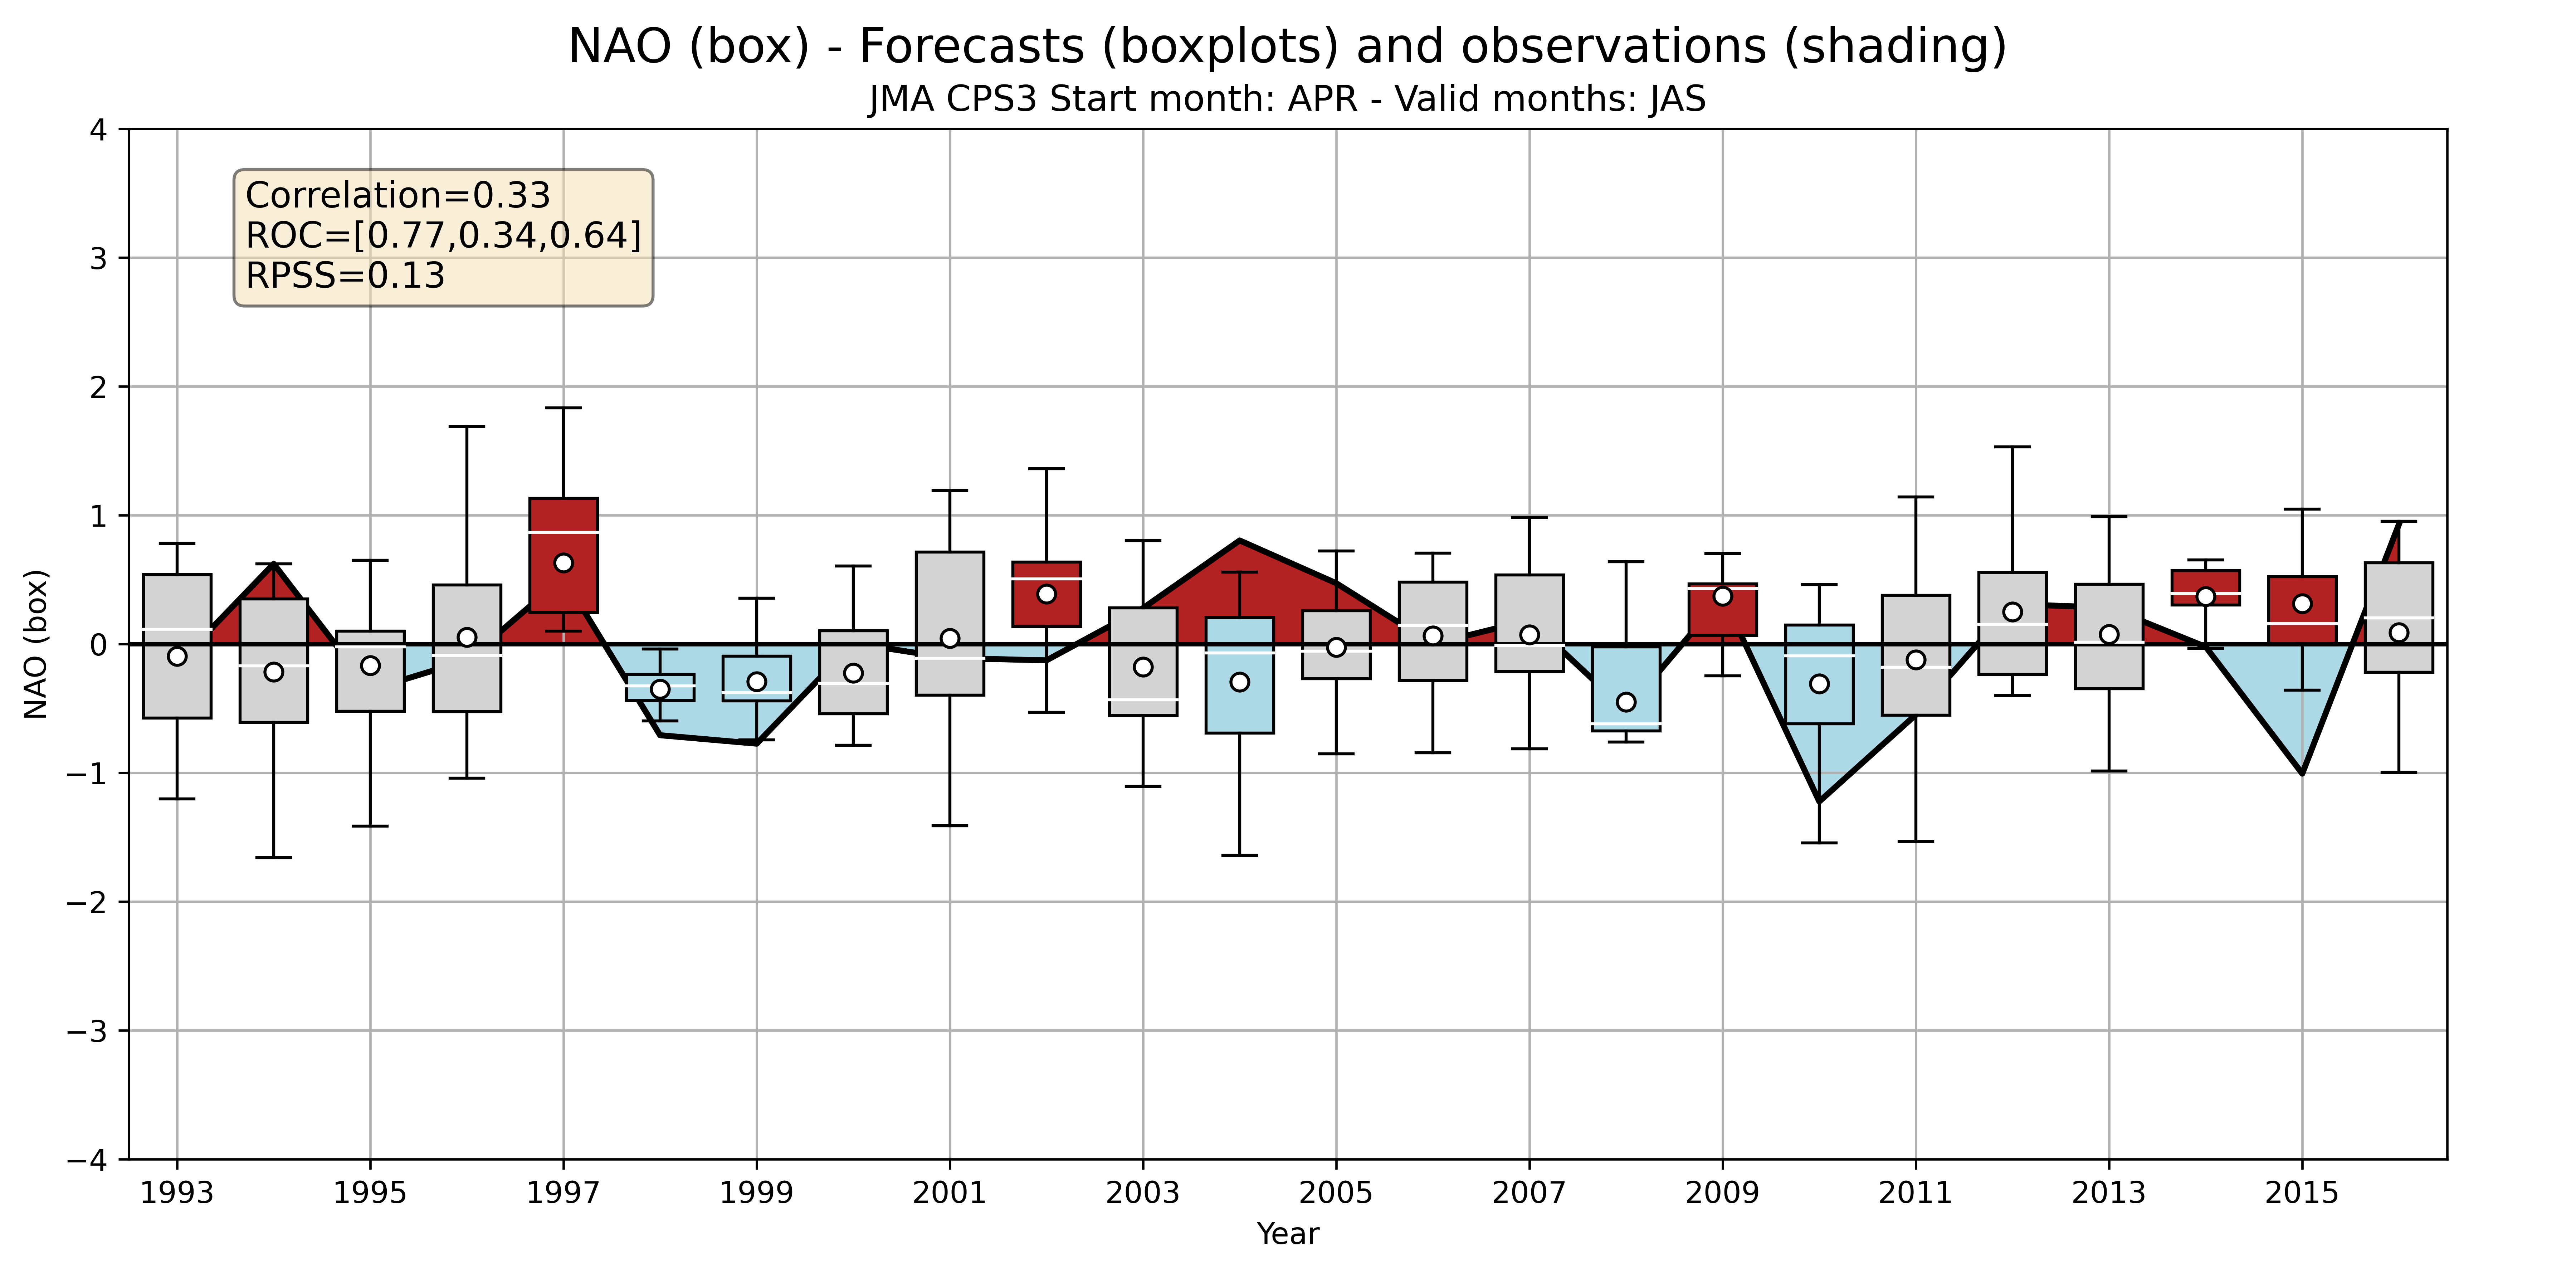 NAO (box) - Forecasts (boxplots) and observations (shading)
JMA CPS3 Start month: APR - Valid months: JAS
Correlation=0.33
ROC=[0.77,0.34,0.64]
RPSS=0.13
NAO (box)
4
3
2
1
0
−1
−2
−3
−4
1993 1995 1997 1999 2001 2003 2005 2007 2009 2011 2013 2015
Year